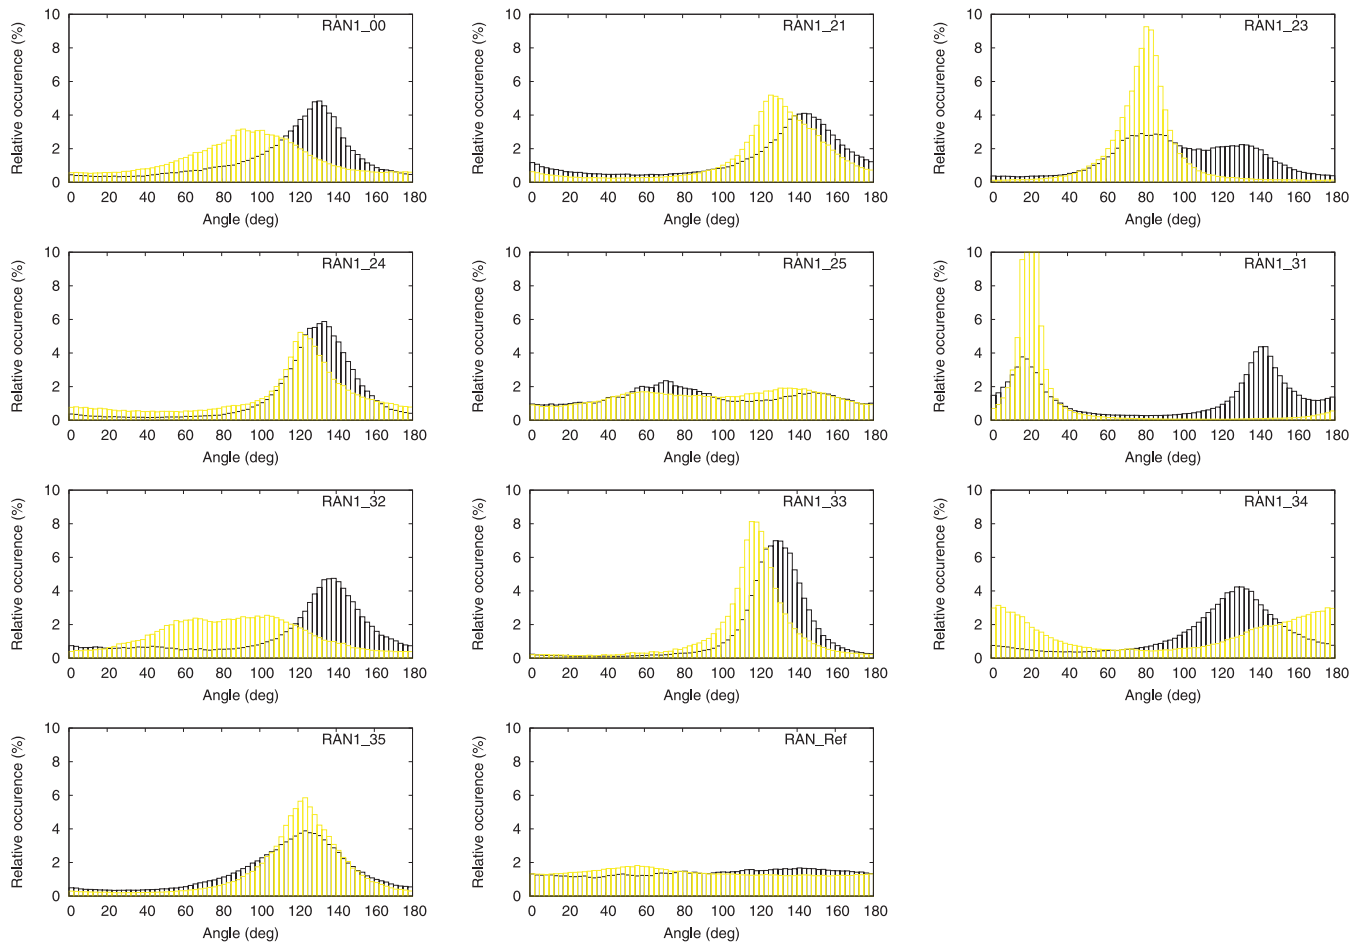 RAN1_00
Relative occurence (%)
0 2 4 6 8 10
0 20 40 60 80 100 120 140 160 180
Angle (deg)
RAN1_21
Relative occurence (%)
0 2 4 6 8 10
0 20 40 60 80 100 120 140 160 180
Angle (deg)
RAN1_23
Relative occurence (%)
0 2 4 6 8 10
0 20 40 60 80 100 120 140 160 180
Angle (deg)
RAN1_24
Relative occurence (%)
0 2 4 6 8 10
0 20 40 60 80 100 120 140 160 180
Angle (deg)
RAN1_25
Relative occurence (%)
0 2 4 6 8 10
0 20 40 60 80 100 120 140 160 180
Angle (deg)
RAN1_31
Relative occurence (%)
0 2 4 6 8 10
0 20 40 60 80 100 120 140 160 180
Angle (deg)
RAN1_32
Relative occurence (%)
0 2 4 6 8 10
0 20 40 60 80 100 120 140 160 180
Angle (deg)
RAN1_33
Relative occurence (%)
0 2 4 6 8 10
0 20 40 60 80 100 120 140 160 180
Angle (deg)
RAN1_34
Relative occurence (%)
0 2 4 6 8 10
0 20 40 60 80 100 120 140 160 180
Angle (deg)
RAN1_35
Relative occurence (%)
0 2 4 6 8 10
0 20 40 60 80 100 120 140 160 180
Angle (deg)
RAN_Ref
Relative occurence (%)
0 2 4 6 8 10
0 20 40 60 80 100 120 140 160 180
Angle (deg)